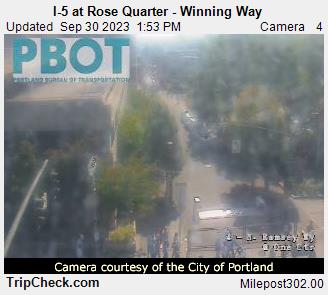 I-5 at Rose Quarter - Winning Way
Updated Sep 30 2023 1:53 PM Camera 4
PBOT
PORTLAND BUREAU OF TRANSPORTATION
Camera courtesy of the City of Portland
TripCheck.com Milepost302.00